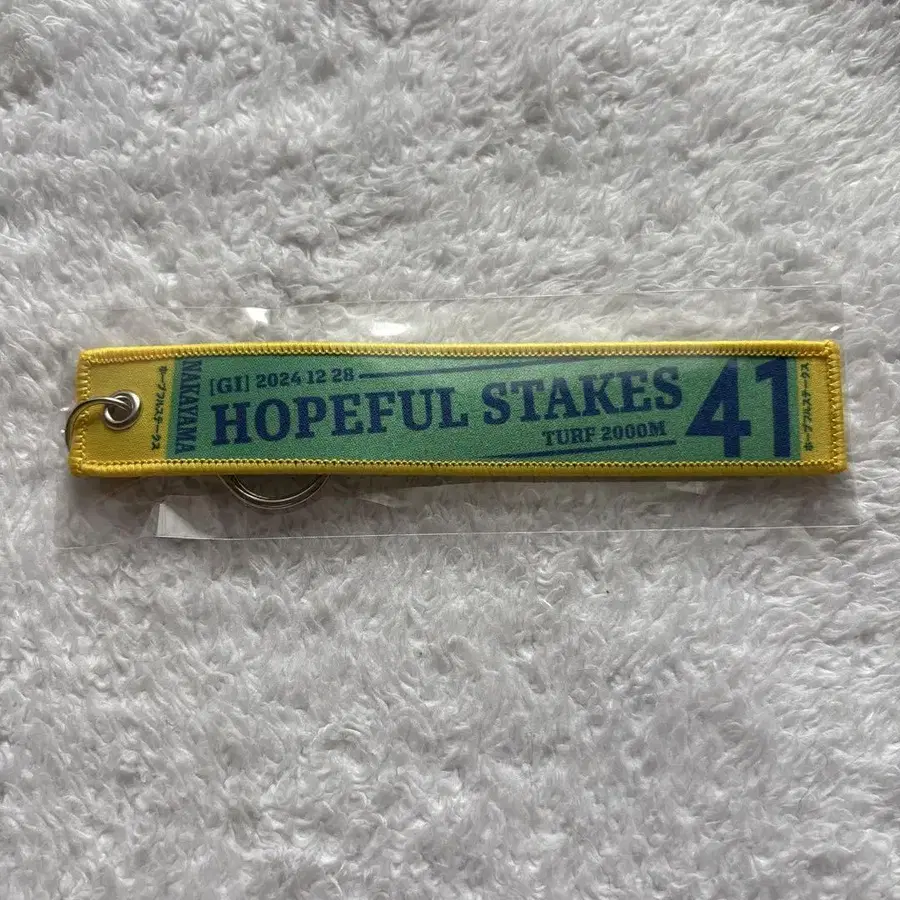 ホープフルステークス
NAKAYAMA
[GI] 2024 12 28
HOPEFUL STAKES
TURF 2000M
41
ホープフルステークス